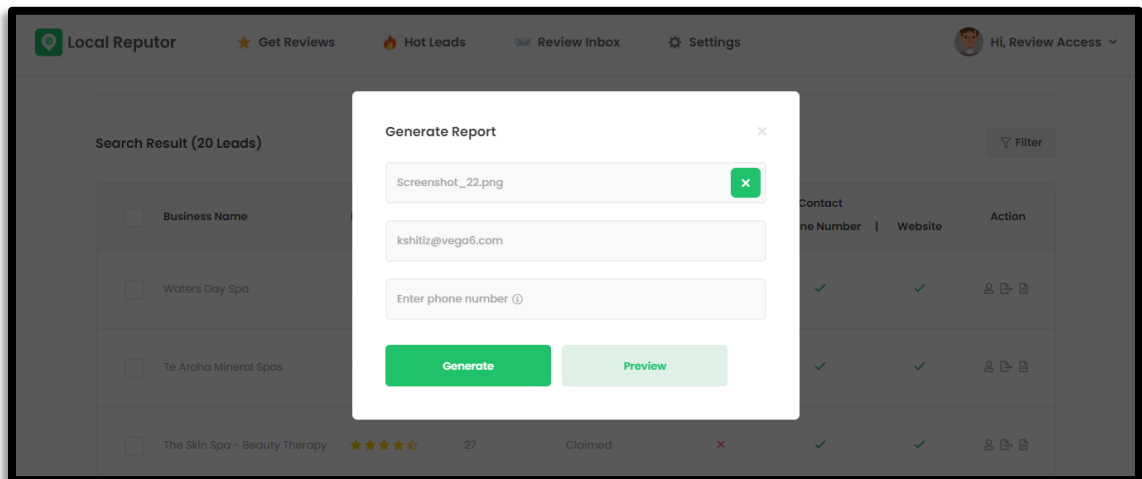 Local Reputor
Get Reviews
Hot Leads
Review Inbox
Settings
Hi, Review Access
Search Result (20 Leads)
Filter
Generate Report
Screenshot_22.png
kshitiz@vega6.com
Enter phone number
Generate
Preview
Business Name
Contact
ne Number | Website
Action
Waters Day Spa
Te Aroha Mineral Spas
The Skin Spa - Beauty Therapy
27
Claimed